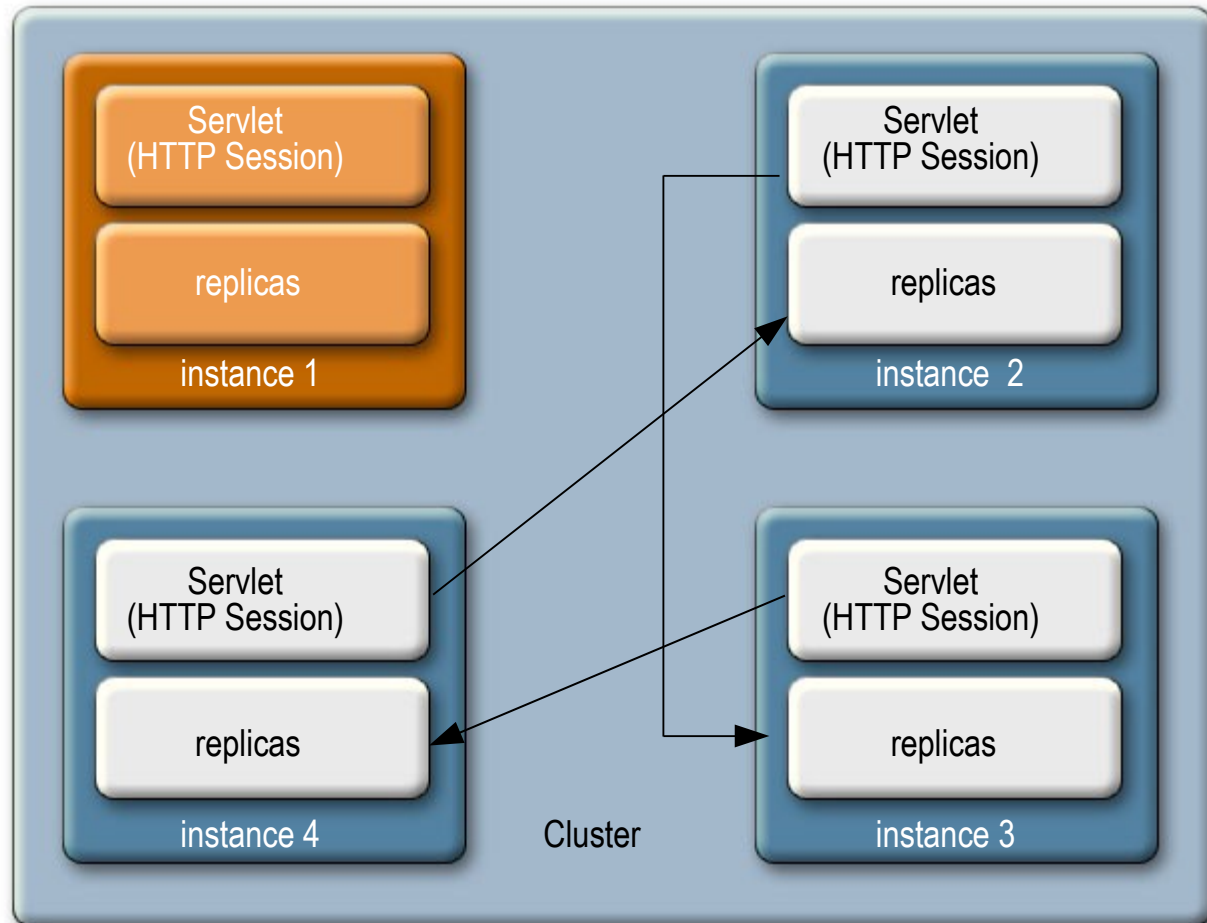 Servlet
(HTTP Session)
replicas
instance 1
Servlet
(HTTP Session)
replicas
instance 2
Servlet
(HTTP Session)
replicas
instance 4
Cluster
Servlet
(HTTP Session)
replicas
instance 3